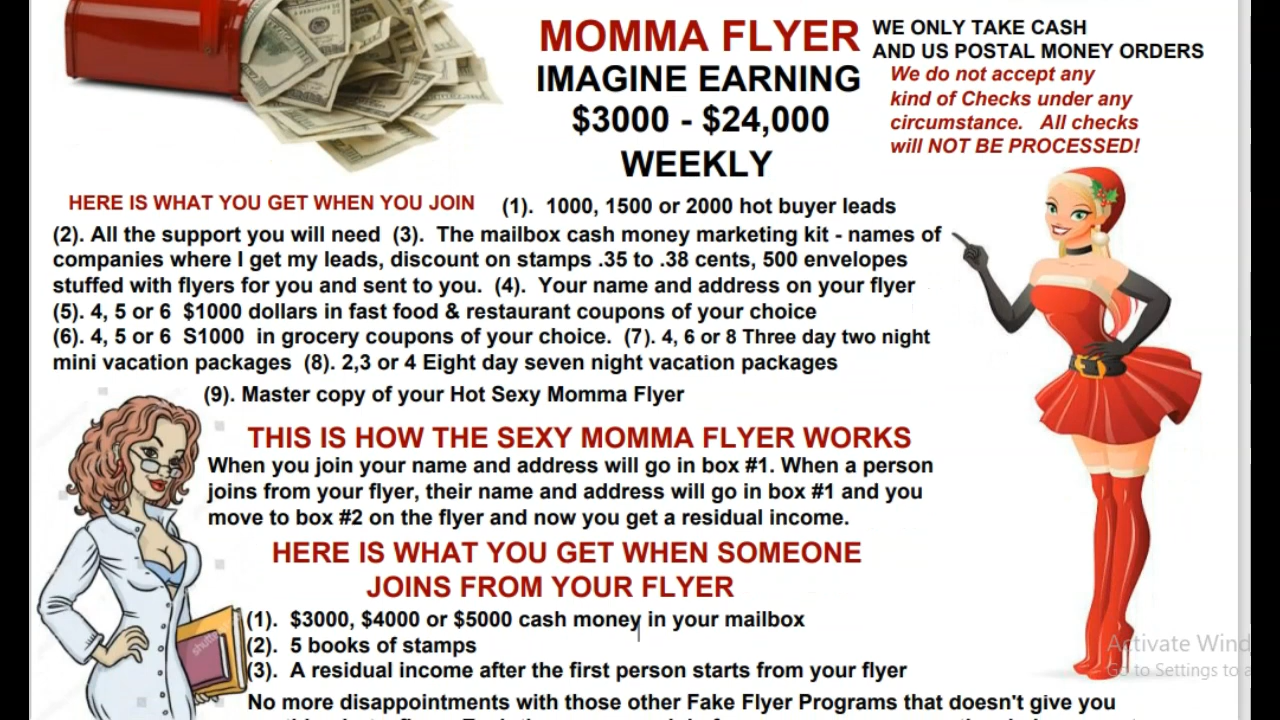 MOMMA FLYER
IMAGINE EARNING
$3000 - $24,000
WEEKLY
WE ONLY TAKE CASH
AND US POSTAL MONEY ORDERS
We do not accept any
kind of Checks under any
circumstance. All checks
will NOT BE PROCESSED!
HERE IS WHAT YOU GET WHEN YOU JOIN (1). 1000, 1500 or 2000 hot buyer leads
(2). All the support you will need (3). The mailbox cash money marketing kit - names of
companies where I get my leads, discount on stamps .35 to .38 cents, 500 envelopes
stuffed with flyers for you and sent to you. (4). Your name and address on your flyer
(5). 4, 5 or 6 $1000 dollars in fast food & restaurant coupons of your choice
(6). 4, 5 or 6 S1000 in grocery coupons of your choice. (7). 4, 6 or 8 Three day two night
mini vacation packages (8). 2,3 or 4 Eight day seven night vacation packages
(9). Master copy of your Hot Sexy Momma Flyer
THIS IS HOW THE SEXY MOMMA FLYER WORKS
When you join your name and address will go in box #1. When a person
joins from your flyer, their name and address will go in box #1 and you
move to box #2 on the flyer and now you get a residual income.
HERE IS WHAT YOU GET WHEN SOMEONE
JOINS FROM YOUR FLYER
(1). $3000, $4000 or $5000 cash money in your mailbox
(2). 5 books of stamps
(3). A residual income after the first person starts from your flyer
No more disappointments with those other Fake Flyer Programs that doesn't give you
Activate Wind
Go to Settings to a